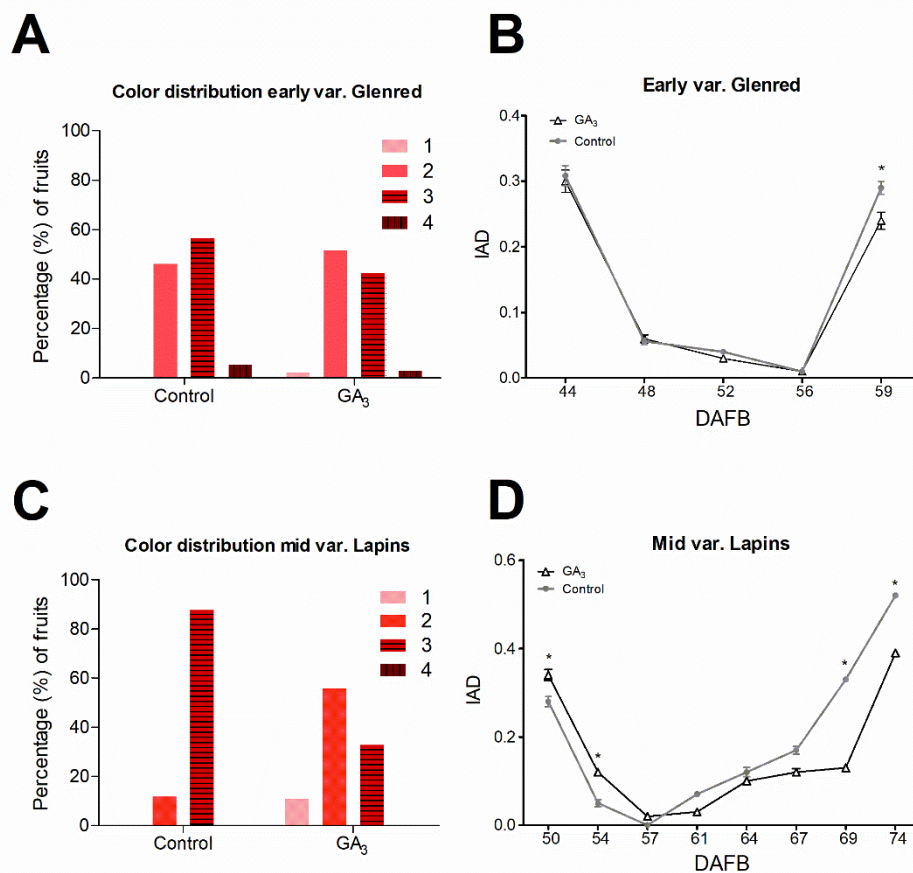 A
Color distribution early var. Glenred
Percentage (%) of fruits
100
80
60
40
20
0
1
2
3
4
Control
GA₃
B
Early var. Glenred
IAD
0.4
0.3
0.2
0.1
0.0
GA₃
Control
*
44 48 52 56 59
DAFB
C
Color distribution mid var. Lapins
Percentage (%) of fruits
100
80
60
40
20
0
1
2
3
4
Control
GA₃
D
Mid var. Lapins
IAD
0.6
0.4
0.2
0.0
GA₃
Control
*
*
*
*
50 54 57 61 64 67 69 74
DAFB